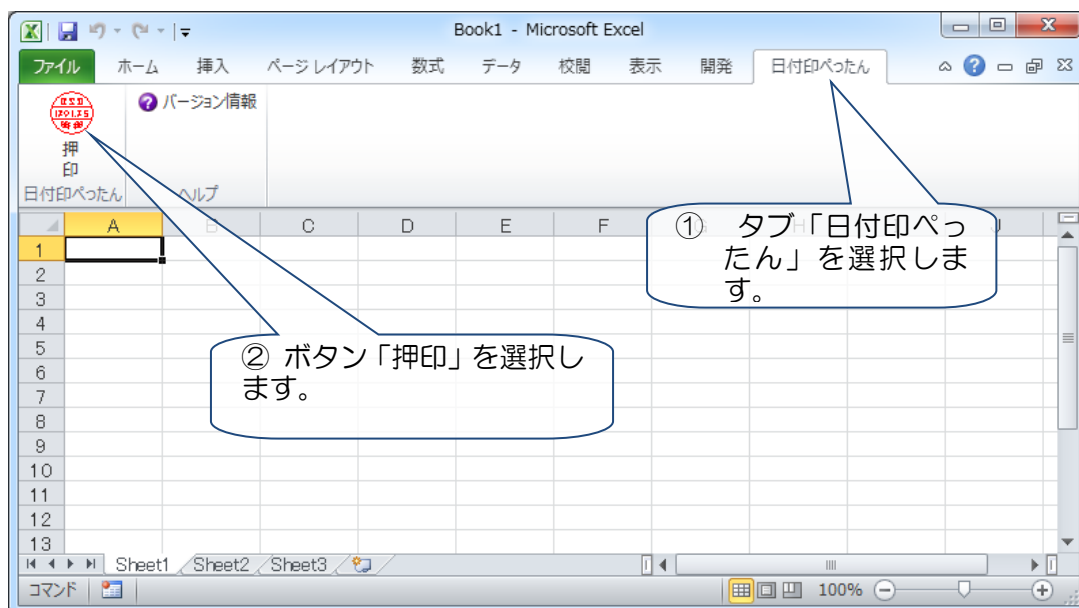 Book1 - Microsoft Excel
ファイル ホーム 挿入 ページ レイアウト 数式 データ 校閲 表示 開発 日付印ぺったん
バージョン情報
押
印
日付印ぺったん ヘルプ
A B C D E F G H J
① タブ「日付印ぺっ
たん」を選択しま
す。
1
2
3
4
5
② ボタン「押印」を選択し
ます。
6
7
8
9
10
11
12
13
Sheet1 Sheet2 Sheet3
コマンド 100%